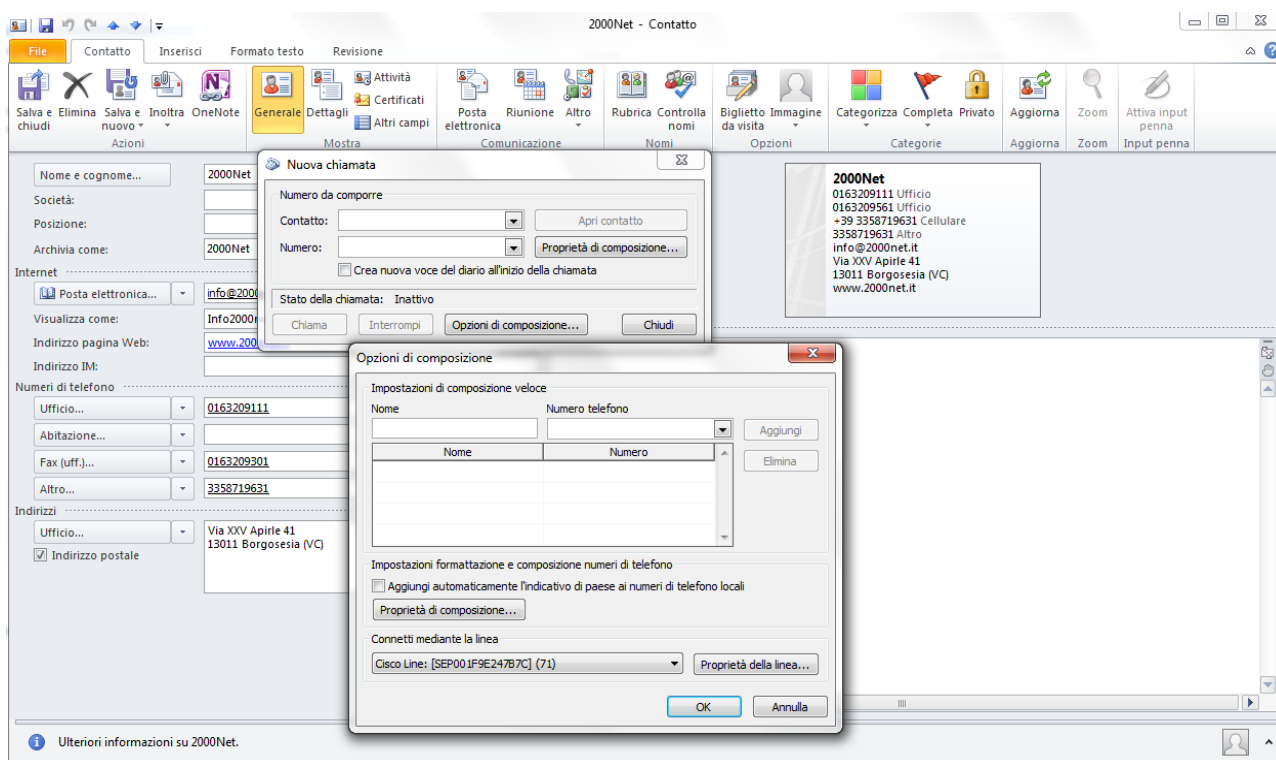 2000Net - Contatto
File Contatto Inserisci Formato testo Revisione
Salva e chiudi
Elimina
Salva e nuovo
Inoltra
OneNote
Generale
Dettagli
Attività
Certificati
Altri campi
Posta elettronica
Riunione
Altro
Rubrica
Controlla nomi
Biglietto da visita
Immagine
Categorizza
Completa
Privato
Aggiorna
Zoom
Attiva input penna
Azioni Mostra Comunicazione Nomi Opzioni Categorie Aggiorna Zoom Input penna
Nome e cognome... 2000Net
Società:
Posizione:
Archivia come: 2000Net
Internet
Posta elettronica... info@200
Visualizza come: Info2000
Indirizzo pagina Web: www.200
Indirizzo IM:
Numeri di telefono
Ufficio... 0163209111
Abitazione...
Fax (uff.)... 0163209301
Altro... 3358719631
Indirizzi
Ufficio... Via XXV Apirle 41
13011 Borgosesia (VC)
Indirizzo postale
Nuova chiamata
Numero da comporre
Contatto: Apri contatto
Numero: Proprietà di composizione...
Crea nuova voce del diario all'inizio della chiamata
Stato della chiamata: Inattivo
Chiama Interrompi Opzioni di composizione... Chiudi
2000Net
0163209111 Ufficio
0163209561 Ufficio
+39 3358719631 Cellulare
3358719631 Altro
info@2000net.it
Via XXV Apirle 41
13011 Borgosesia (VC)
www.2000net.it
Opzioni di composizione
Impostazioni di composizione veloce
Nome Numero telefono
Aggiungi
Nome Numero
Elimina
Impostazioni formattazione e composizione numeri di telefono
Aggiungi automaticamente l'indicativo di paese ai numeri di telefono locali
Proprietà di composizione...
Connetti mediante la linea
Cisco Line: [SEP001F9E247B7C] (71) Proprietà della linea...
OK Annulla
Ulteriori informazioni su 2000Net.